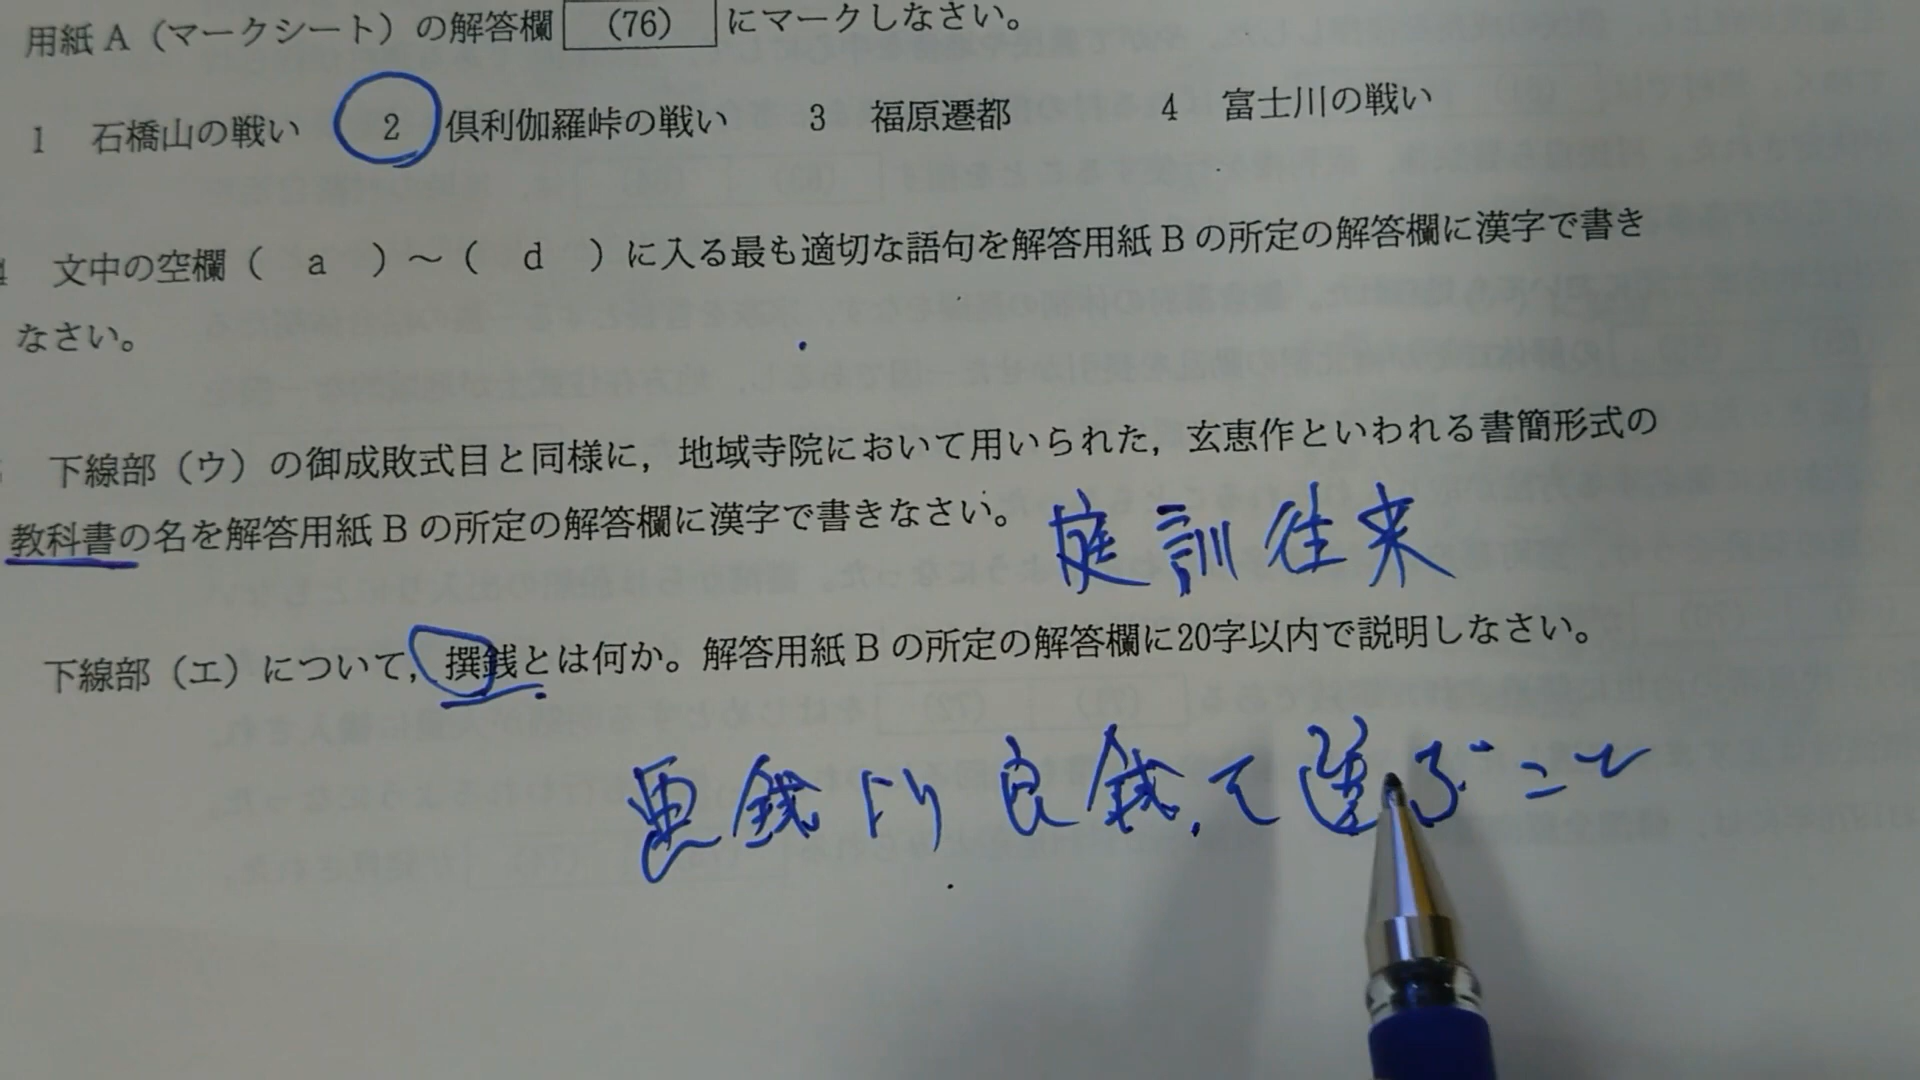 用紙A（マークシート）の解答欄 (76) にマークしなさい。
1 石橋山の戦い 2 倶利伽羅峠の戦い 3 福原遷都 4 富士川の戦い
文中の空欄（ a ）～（ d ）に入る最も適切な語句を解答用紙Bの所定の解答欄に漢字で書き
なさい。
下線部（ウ）の御成敗式目と同様に，地域寺院において用いられた，玄恵作といわれる書簡形式の
教科書の名を解答用紙Bの所定の解答欄に漢字で書きなさい。 庭訓往来
下線部（エ）について，撰銭とは何か。解答用紙Bの所定の解答欄に20字以内で説明しなさい。
悪銭より良銭を選ぶこと